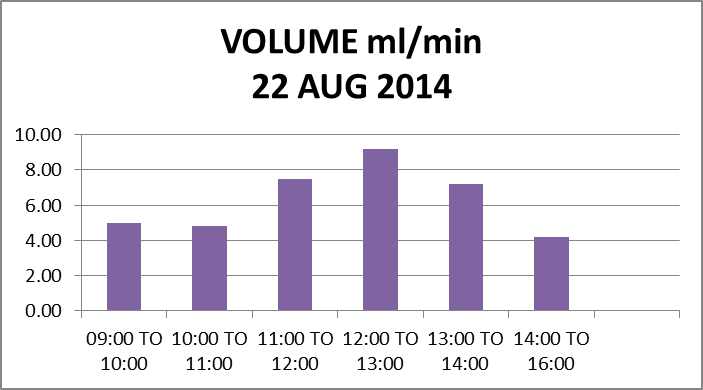 VOLUME ml/min
22 AUG 2014
10.00
8.00
6.00
4.00
2.00
0.00
09:00 TO 10:00
10:00 TO 11:00
11:00 TO 12:00
12:00 TO 13:00
13:00 TO 14:00
14:00 TO 16:00